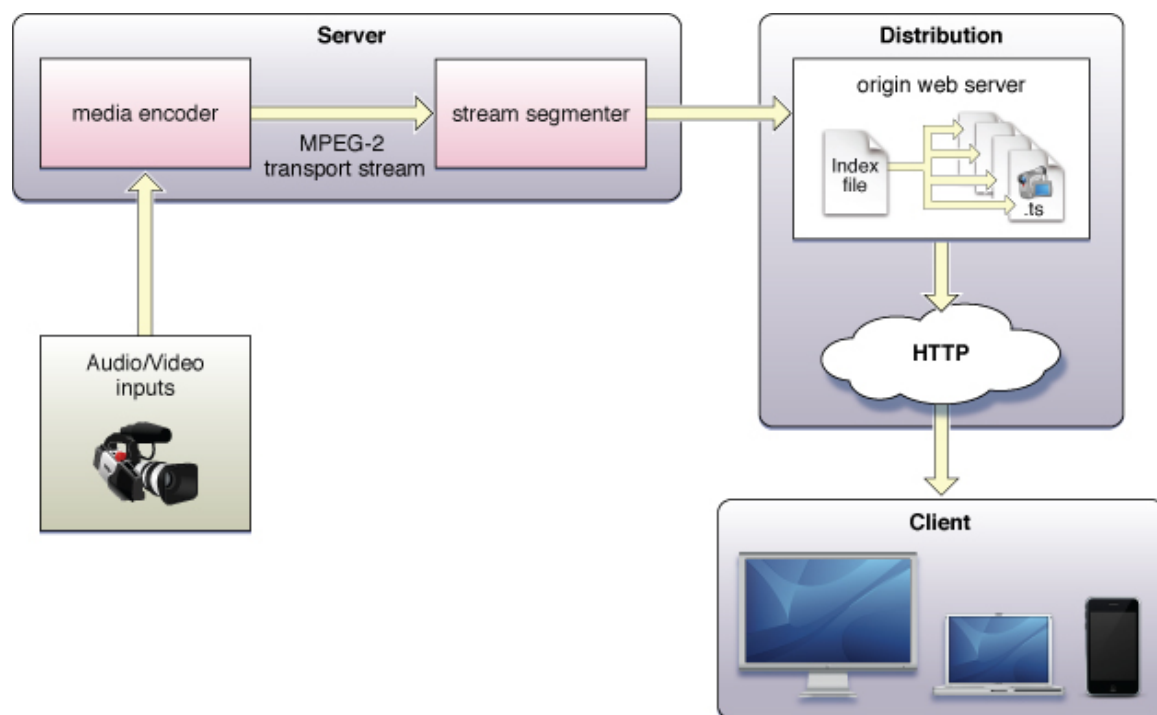 Server
media encoder
MPEG-2
transport stream
stream segmenter
Audio/Video
inputs
Distribution
origin web server
Index
file
.ts
HTTP
Client